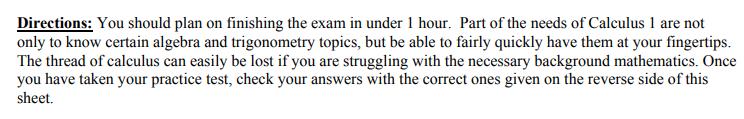 Directions: You should plan on finishing the exam in under 1 hour.  Part of the needs of Calculus 1 are not
only to know certain algebra and trigonometry topics, but be able to fairly quickly have them at your fingertips.
The thread of calculus can easily be lost if you are struggling with the necessary background mathematics. Once
you have taken your practice test, check your answers with the correct ones given on the reverse side of this
sheet.